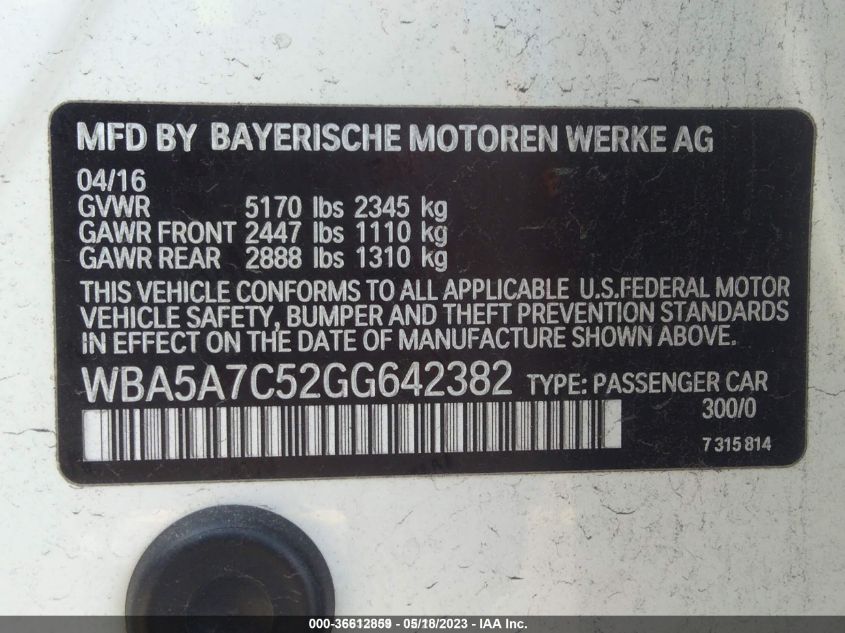 MFD BY BAYERISCHE MOTOREN WERKE AG
04/16
GVWR 5170 lbs 2345 kg
GAWR FRONT 2447 lbs 1110 kg
GAWR REAR 2888 lbs 1310 kg
THIS VEHICLE CONFORMS TO ALL APPLICABLE U.S.FEDERAL MOTOR
VEHICLE SAFETY, BUMPER AND THEFT PREVENTION STANDARDS
IN EFFECT ON THE DATE OF MANUFACTURE SHOWN ABOVE.
WBA5A7C52GG642382 TYPE: PASSENGER CAR
300/0
7 315 814
000-36612859 - 05/18/2023 - IAA Inc.